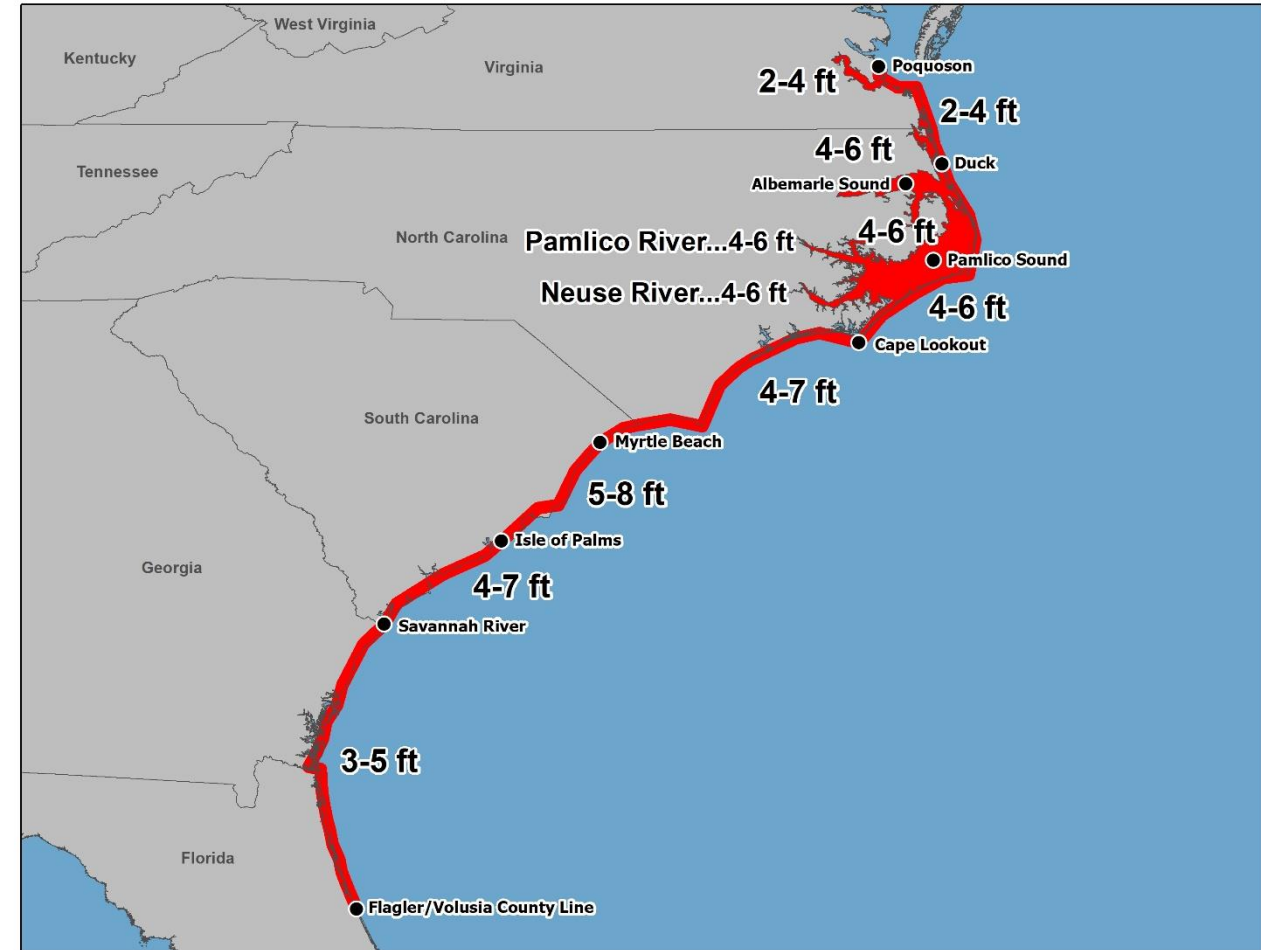 West Virginia
Kentucky
Virginia
Poquoson
2-4 ft
2-4 ft
4-6 ft
Duck
Tennessee
Albemarle Sound
North Carolina
Pamlico River...4-6 ft
4-6 ft
Pamlico Sound
Neuse River...4-6 ft
4-6 ft
Cape Lookout
4-7 ft
South Carolina
Myrtle Beach
5-8 ft
Isle of Palms
Georgia
4-7 ft
Savannah River
3-5 ft
Florida
Flagler/Volusia County Line